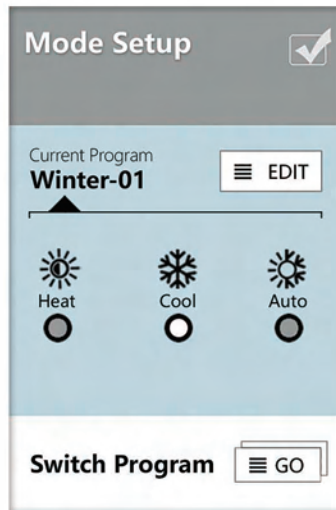 Mode Setup
Current Program
Winter-01
EDIT
Heat Cool Auto
Switch Program
GO